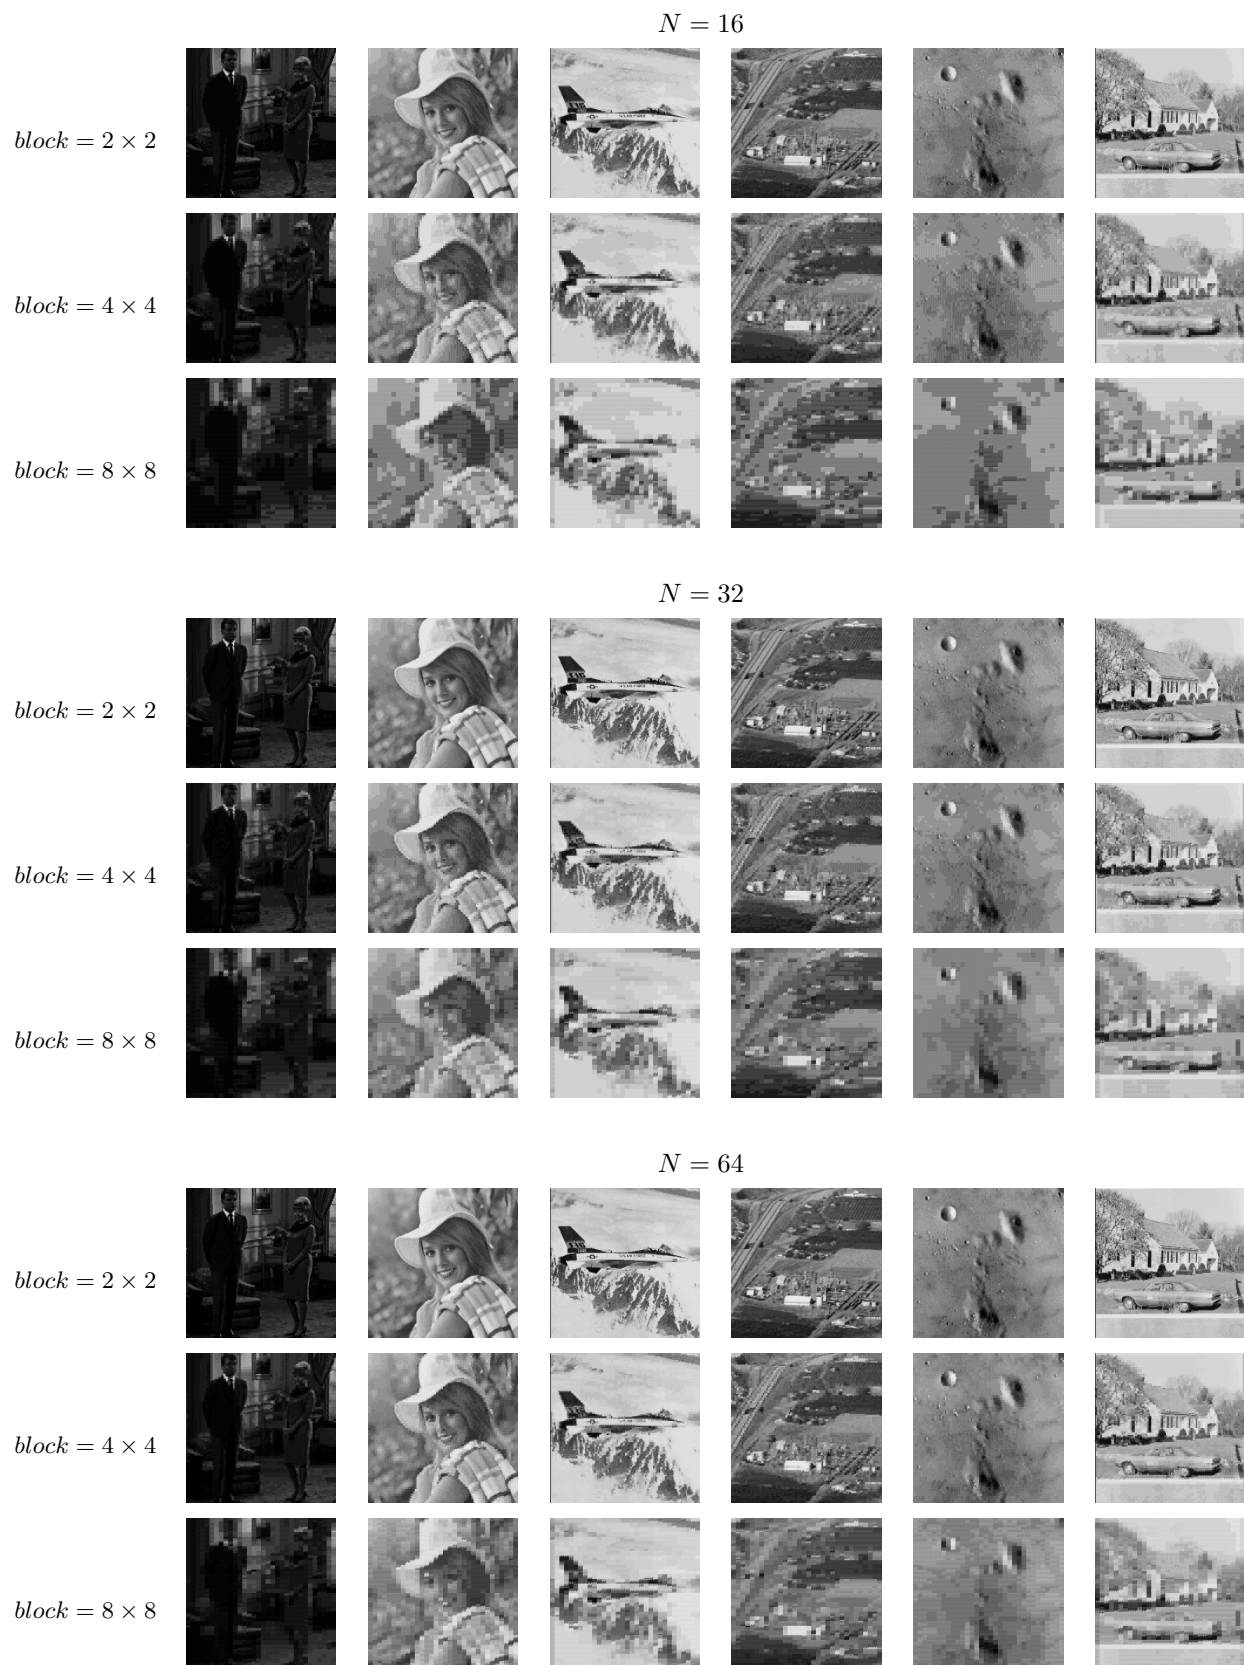 N = 16
block = 2 × 2
block = 4 × 4
block = 8 × 8
N = 32
block = 2 × 2
block = 4 × 4
block = 8 × 8
N = 64
block = 2 × 2
block = 4 × 4
block = 8 × 8